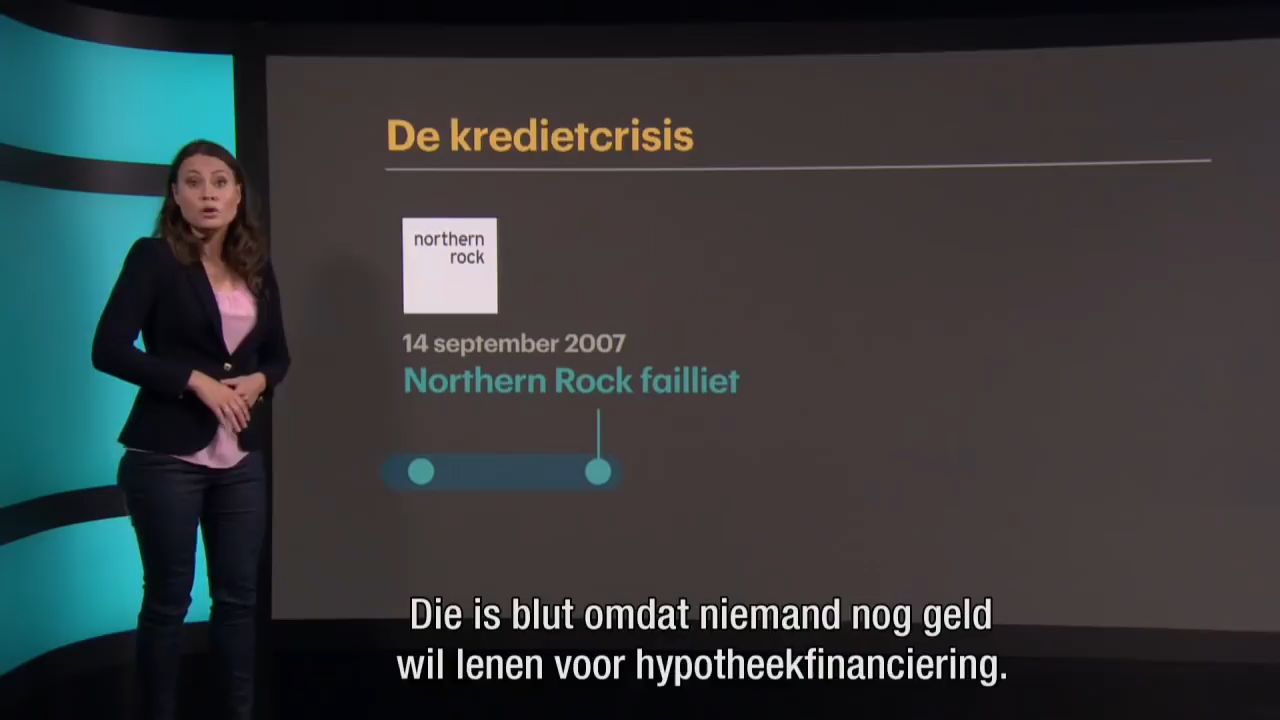 De kredietcrisis
northern
rock
14 september 2007
Northern Rock failliet
Die is blut omdat niemand nog geld
wil lenen voor hypotheekfinanciering.